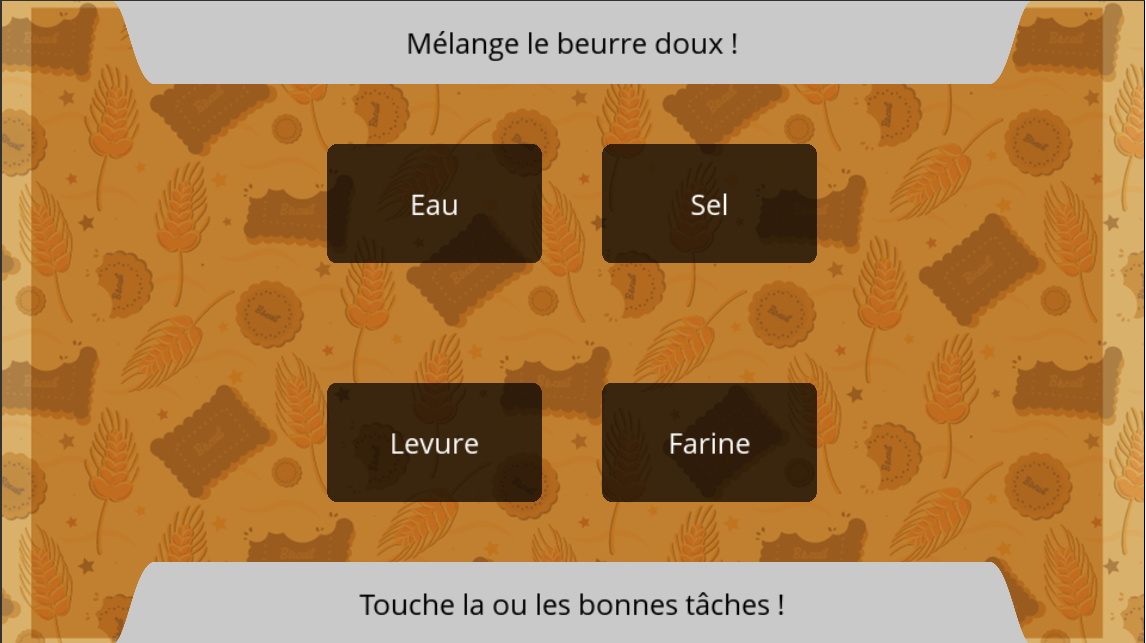 Mélange le beurre doux !
Eau
Sel
Levure
Farine
Touche la ou les bonnes tâches !